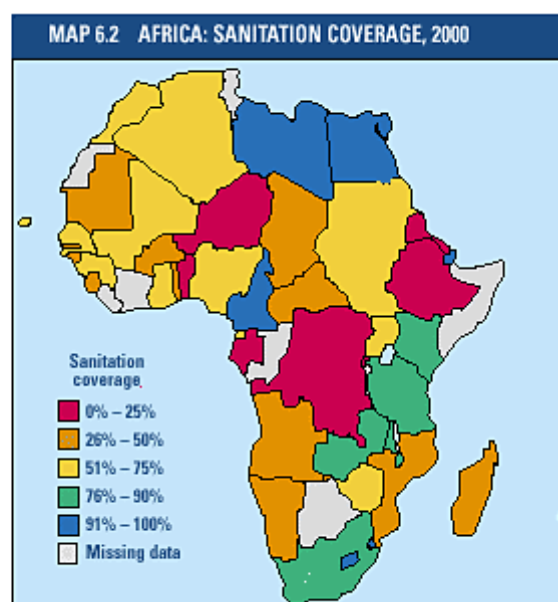 MAP 6.2 AFRICA: SANITATION COVERAGE, 2000
Sanitation
coverage
0% – 25%
26% – 50%
51% – 75%
76% – 90%
91% – 100%
Missing data